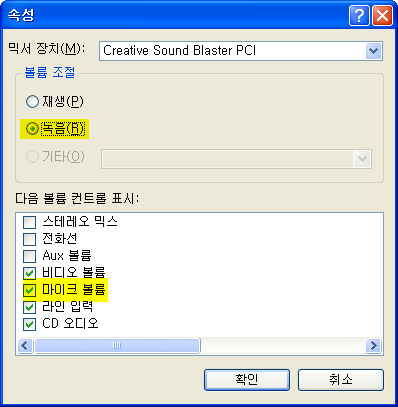 속성
믹서 장치(M): Creative Sound Blaster PCI
볼륨 조절
재생(P)
녹음(R)
기타(O)
다음 볼륨 컨트롤 표시:
스테레오 믹스
전화선
Aux 볼륨
비디오 볼륨
마이크 볼륨
라인 입력
CD 오디오
확인 취소